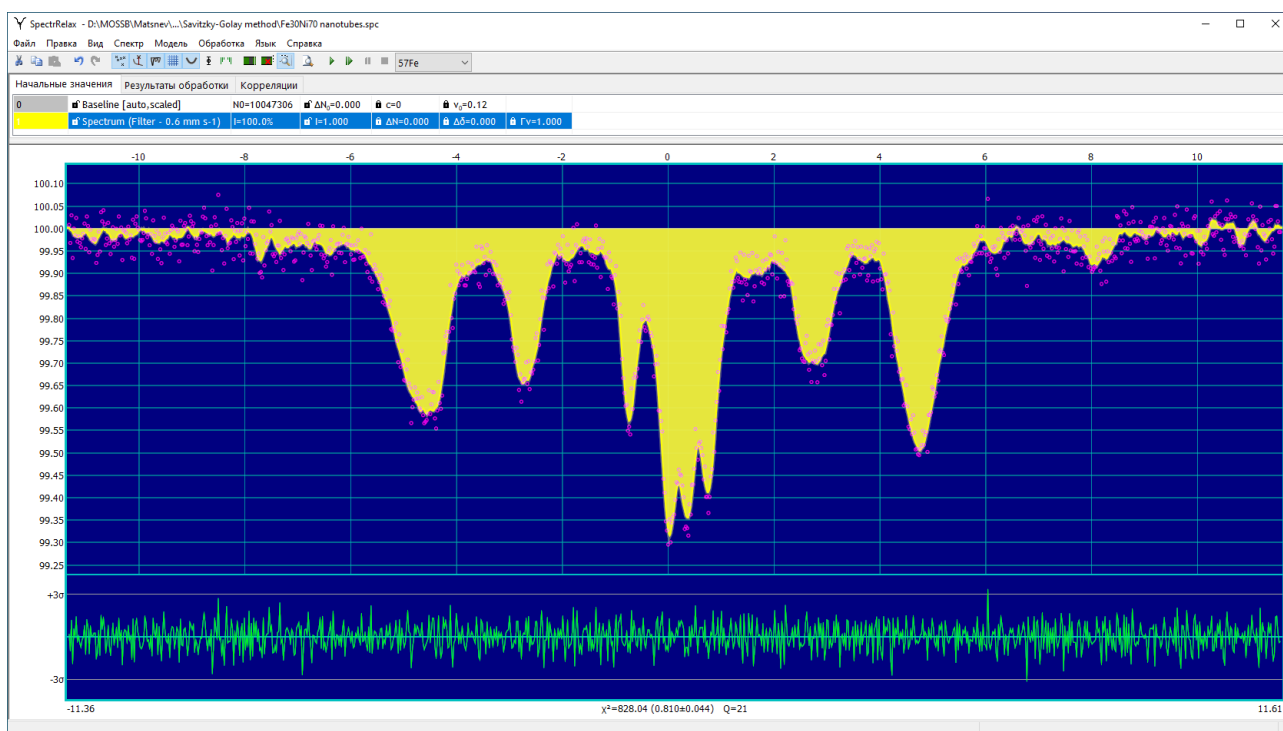 SpectrRelax - D:\MOSSB\Matsnev\...\Savitzky-Golay method\Fe30Ni70 nanotubes.spc
Файл Правка Вид Спектр Модель Обработка Язык Справка
57Fe
Начальные значения Результаты обработки Корреляции
0 Baseline [auto,scaled] N0=10047306 ΔN₀=0.000 c=0 v₀=0.12
1 Spectrum (Filter - 0.6 mm s-1) I=100.0% I=1.000 ΔN=0.000 Δδ=0.000 Γv=1.000
-10 -8 -6 -4 -2 0 2 4 6 8 10
100.10
100.05
100.00
99.95
99.90
99.85
99.80
99.75
99.70
99.65
99.60
99.55
99.50
99.45
99.40
99.35
99.30
99.25
+3σ
-3σ
-11.36 χ²=828.04 (0.810±0.044) Q=21 11.61